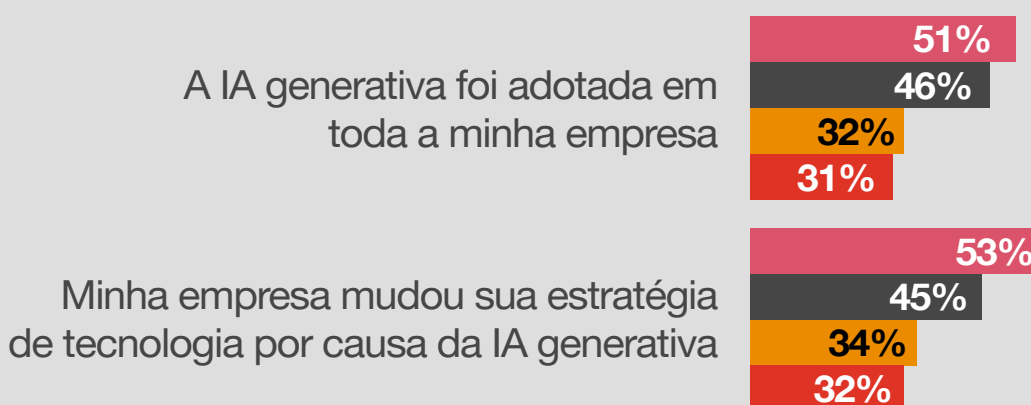 A IA generativa foi adotada em
toda a minha empresa
51%
46%
32%
31%
Minha empresa mudou sua estratégia
de tecnologia por causa da IA generativa
53%
45%
34%
32%